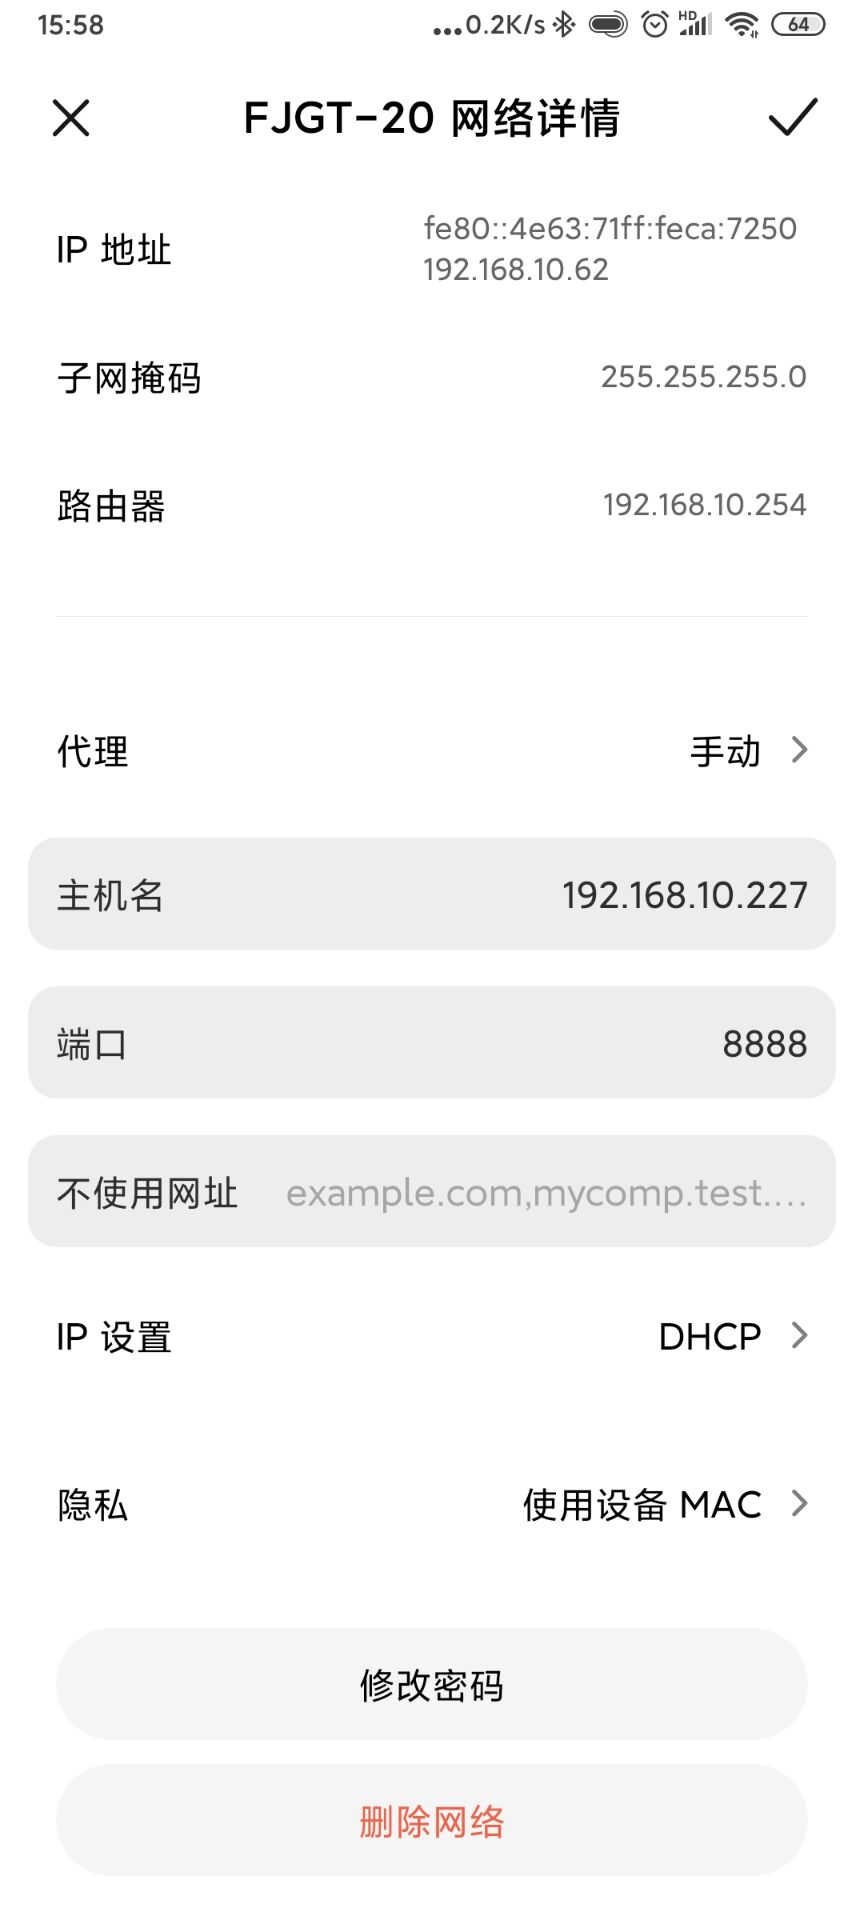 15:58
...0.2K/s HD 64
FJGT-20 网络详情
IP 地址
fe80::4e63:71ff:feca:7250
192.168.10.62
子网掩码 255.255.255.0
路由器 192.168.10.254
代理 手动
主机名 192.168.10.227
端口 8888
不使用网址 example.com,mycomp.test....
IP 设置 DHCP
隐私 使用设备 MAC
修改密码
删除网络